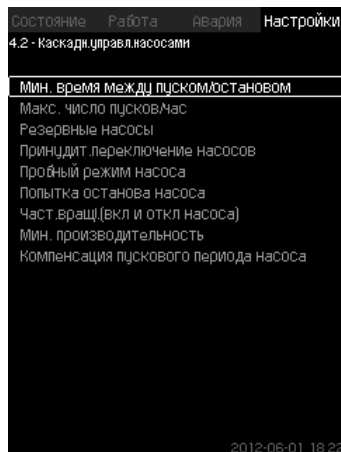 Состояние Работа Авария Настройки
4.2 - Каскадн.управл.насосами
Мин. время между пуском/остановом
Макс. число пусков/час
Резервные насосы
Принудит.переключение насосов
Пробный режим насоса
Попытка останова насоса
Част.вращ.(вкл и откл насоса)
Мин. производительность
Компенсация пускового периода насоса
2012-06-01 18:22